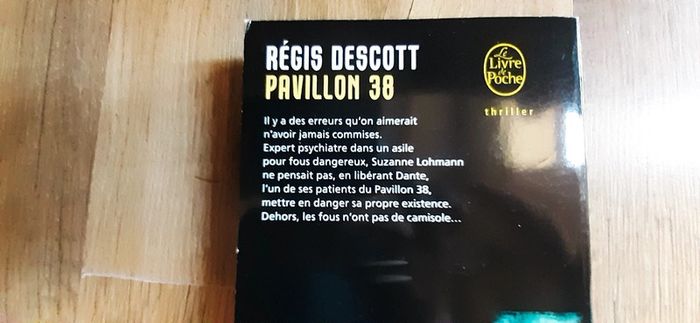 RÉGIS DESCOTT
PAVILLON 38
Le
Livre
de
Poche
thriller
Il y a des erreurs qu'on aimerait
n'avoir jamais commises.
Expert psychiatre dans un asile
pour fous dangereux, Suzanne Lohmann
ne pensait pas, en libérant Dante,
l'un de ses patients du Pavillon 38,
mettre en danger sa propre existence.
Dehors, les fous n'ont pas de camisole...